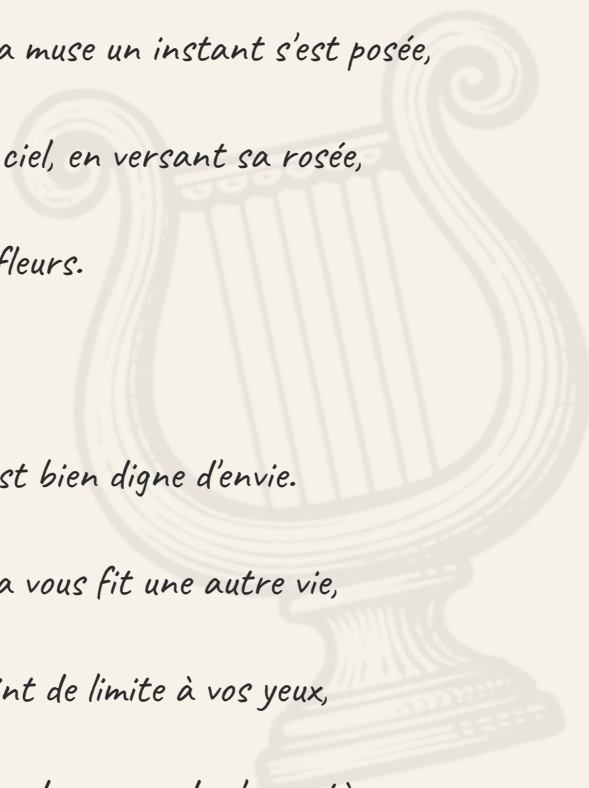 a muse un instant s'est posée,
ciel, en versant sa rosée,
fleurs.
st bien digne d'envie.
a vous fit une autre vie,
int de limite à vos yeux,